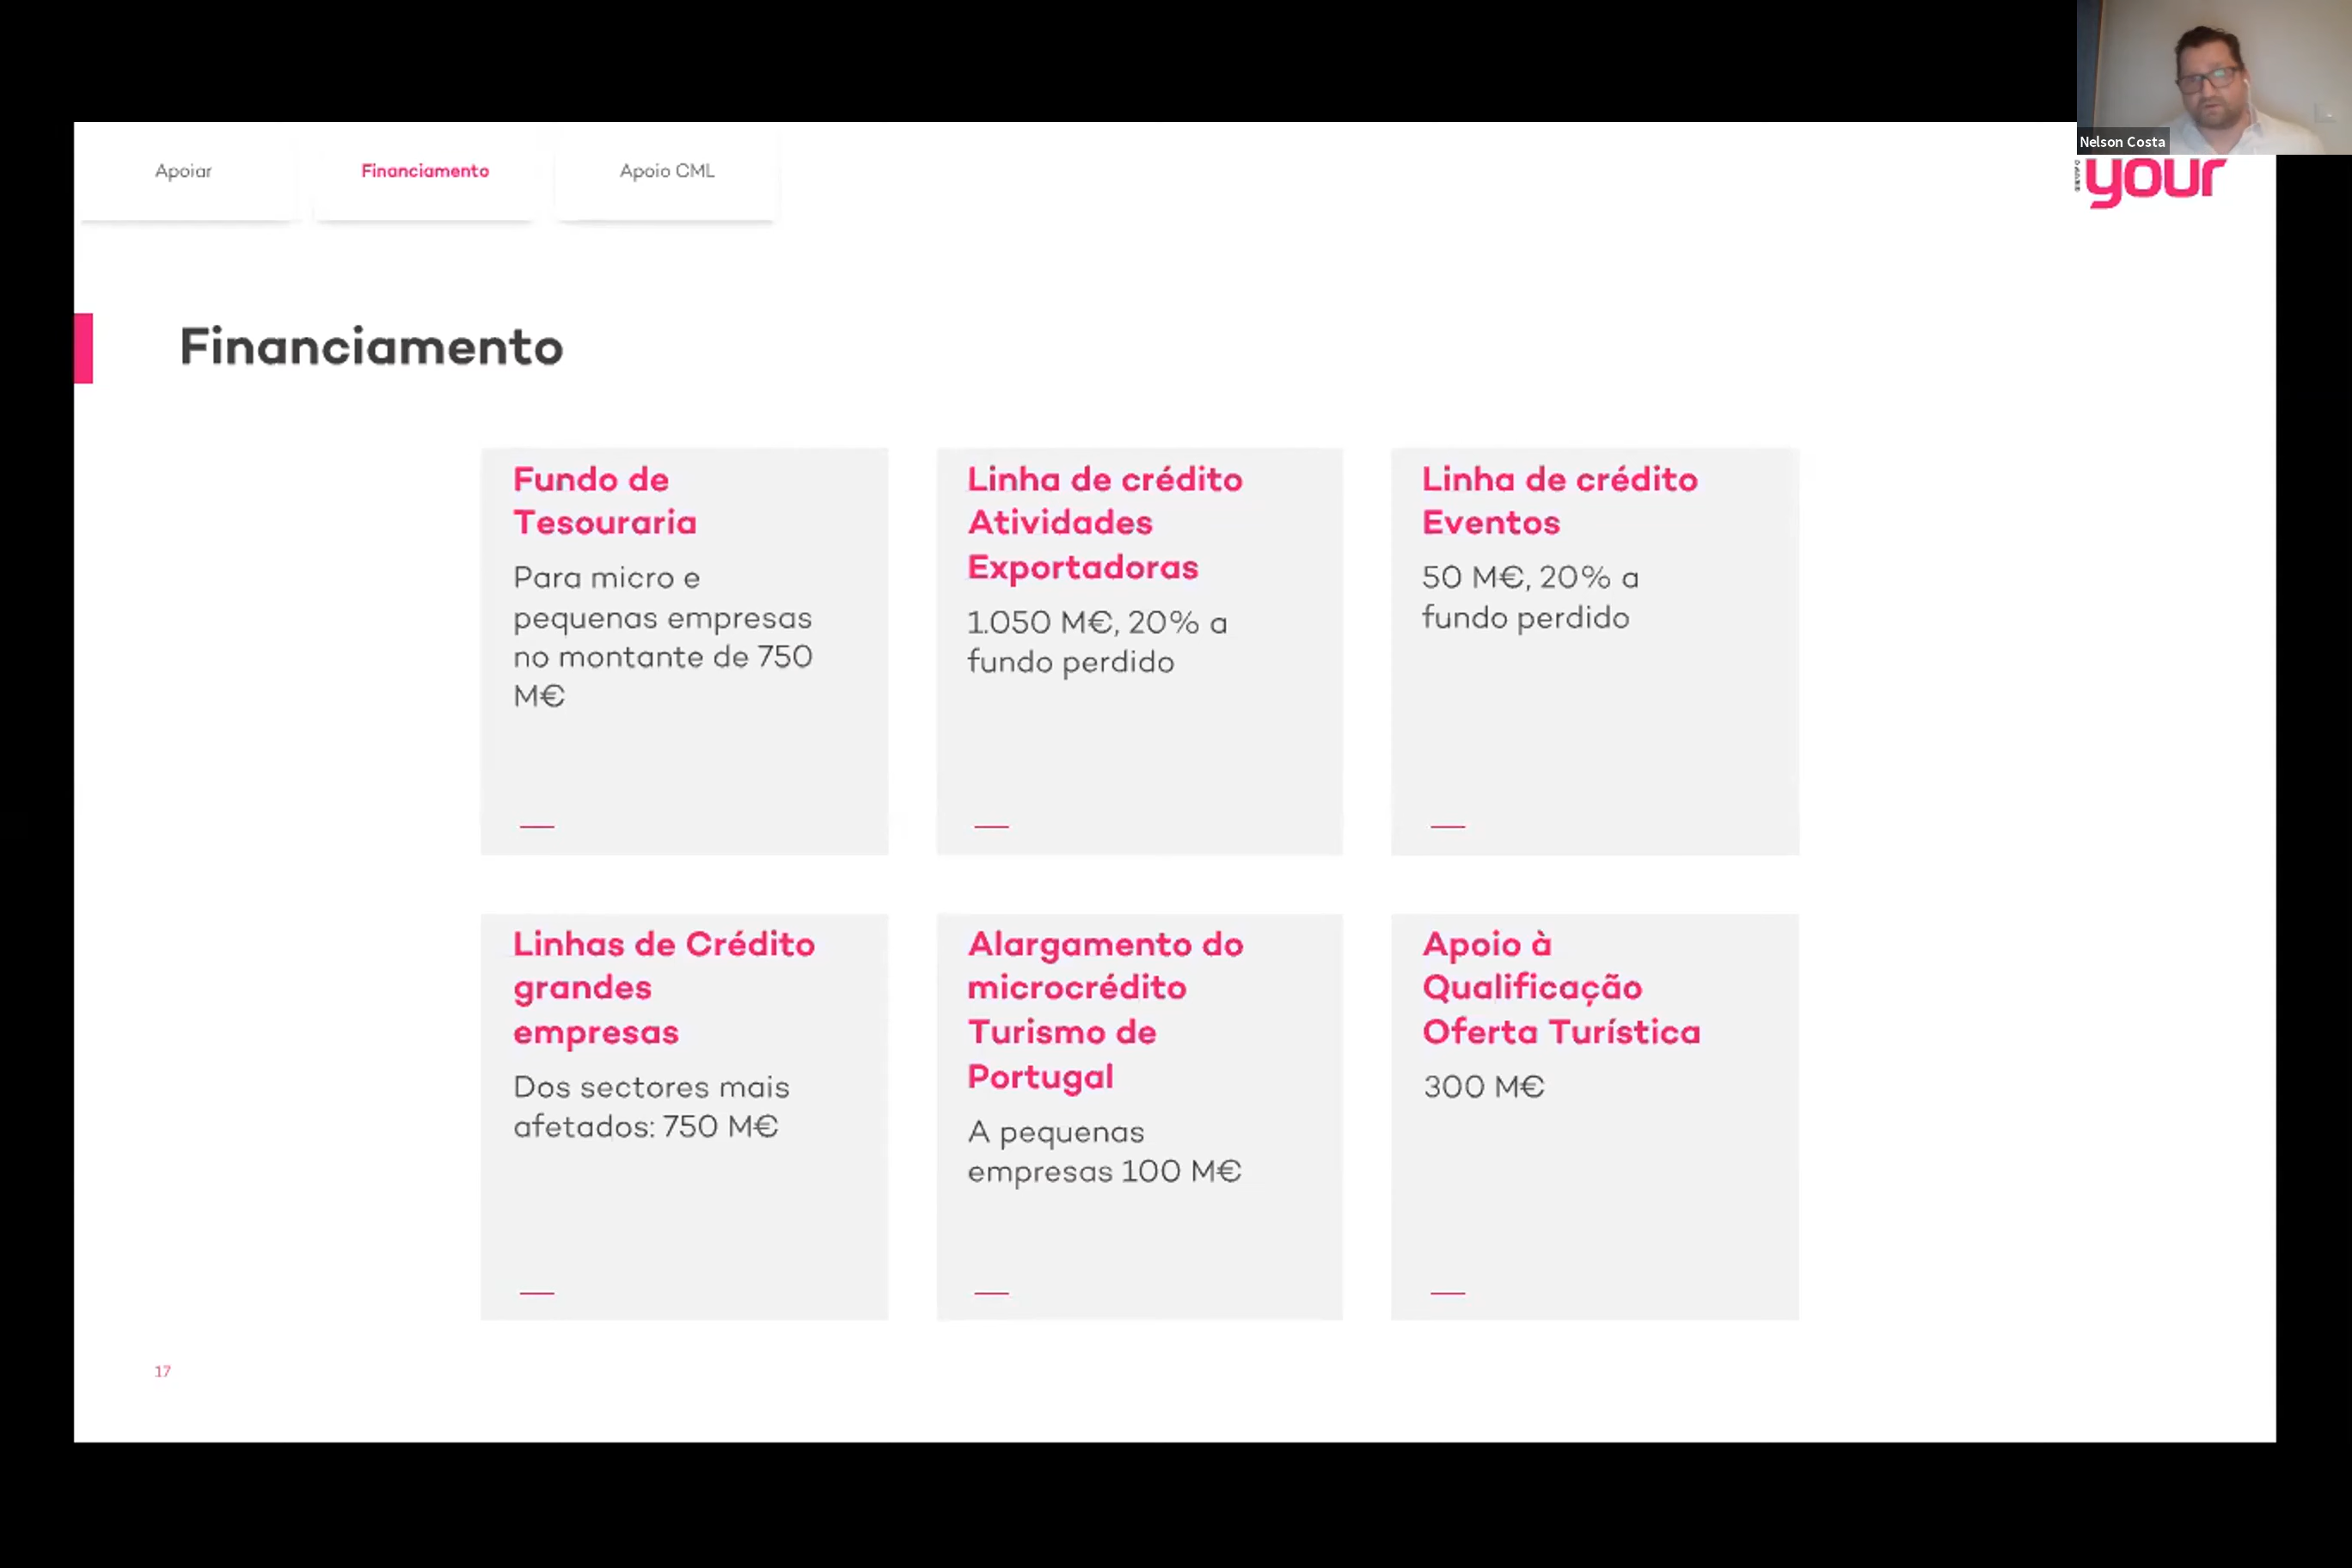 Nelson Costa
Apoiar
Financiamento
Apoio CML
your
Financiamento
Fundo de
Tesouraria
Para micro e
pequenas empresas
no montante de 750
M€
Linha de crédito
Atividades
Exportadoras
1.050 M€, 20% a
fundo perdido
Linha de crédito
Eventos
50 M€, 20% a
fundo perdido
Linhas de Crédito
grandes
empresas
Dos sectores mais
afetados: 750 M€
Alargamento do
microcrédito
Turismo de
Portugal
A pequenas
empresas 100 M€
Apoio à
Qualificação
Oferta Turística
300 M€
17